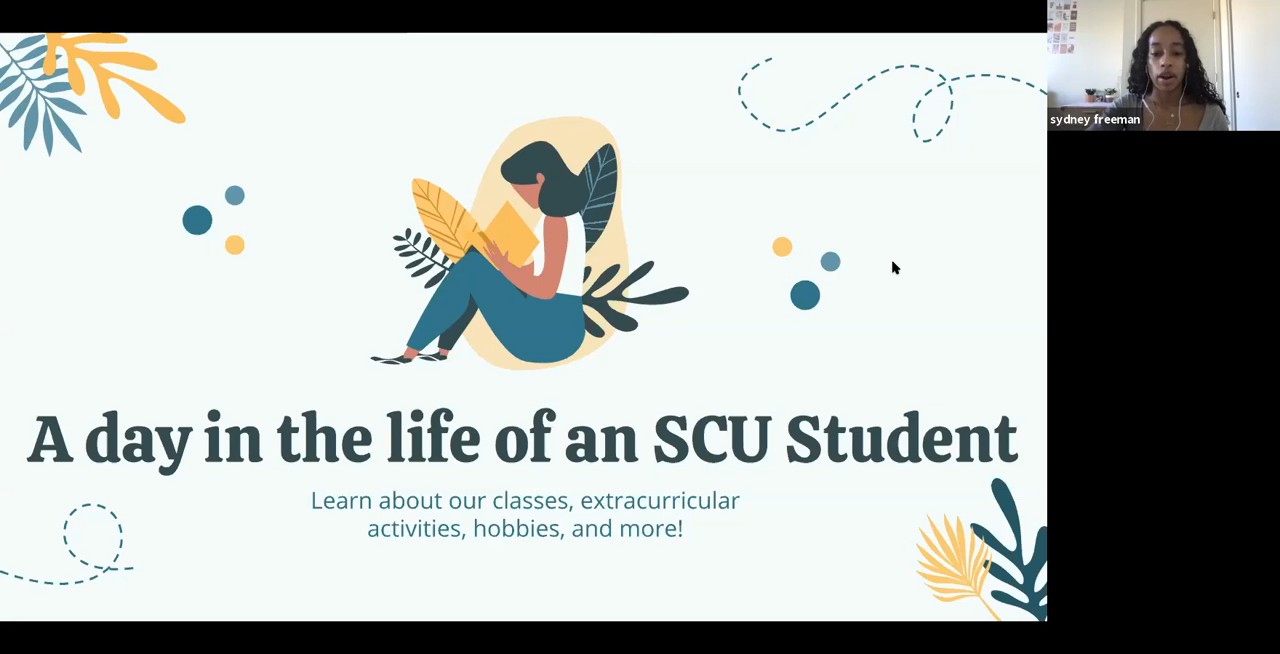 sydney freeman
A day in the life of an SCU Student
Learn about our classes, extracurricular
activities, hobbies, and more!